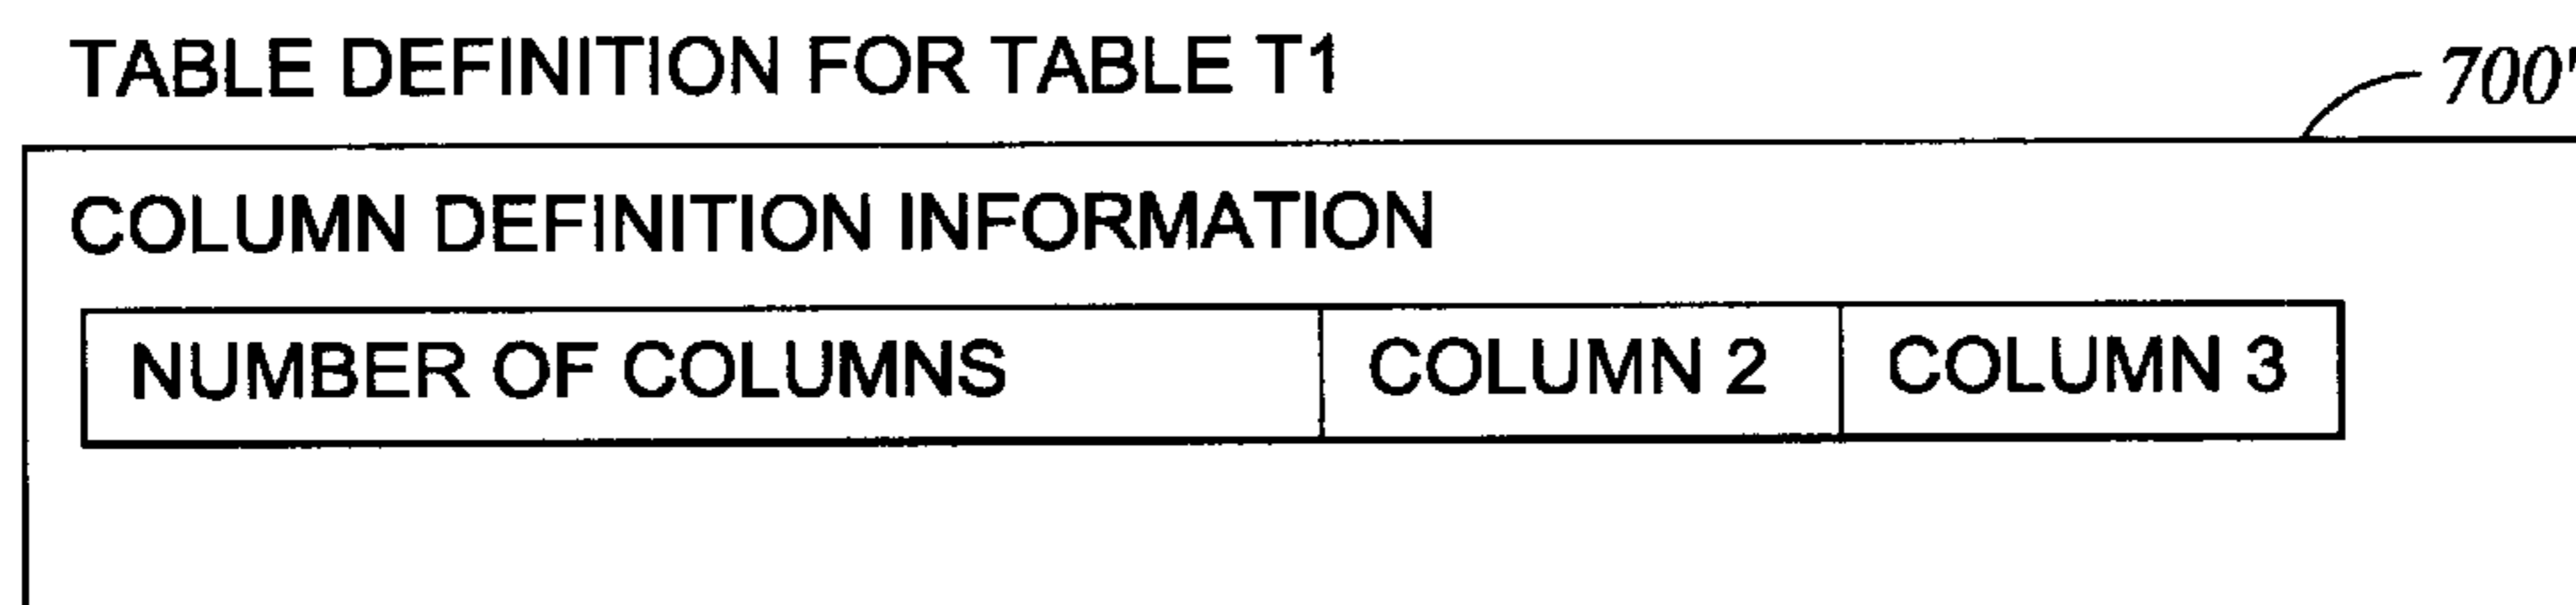 TABLE DEFINITION FOR TABLE T1
700'
COLUMN DEFINITION INFORMATION
NUMBER OF COLUMNS COLUMN 2 COLUMN 3